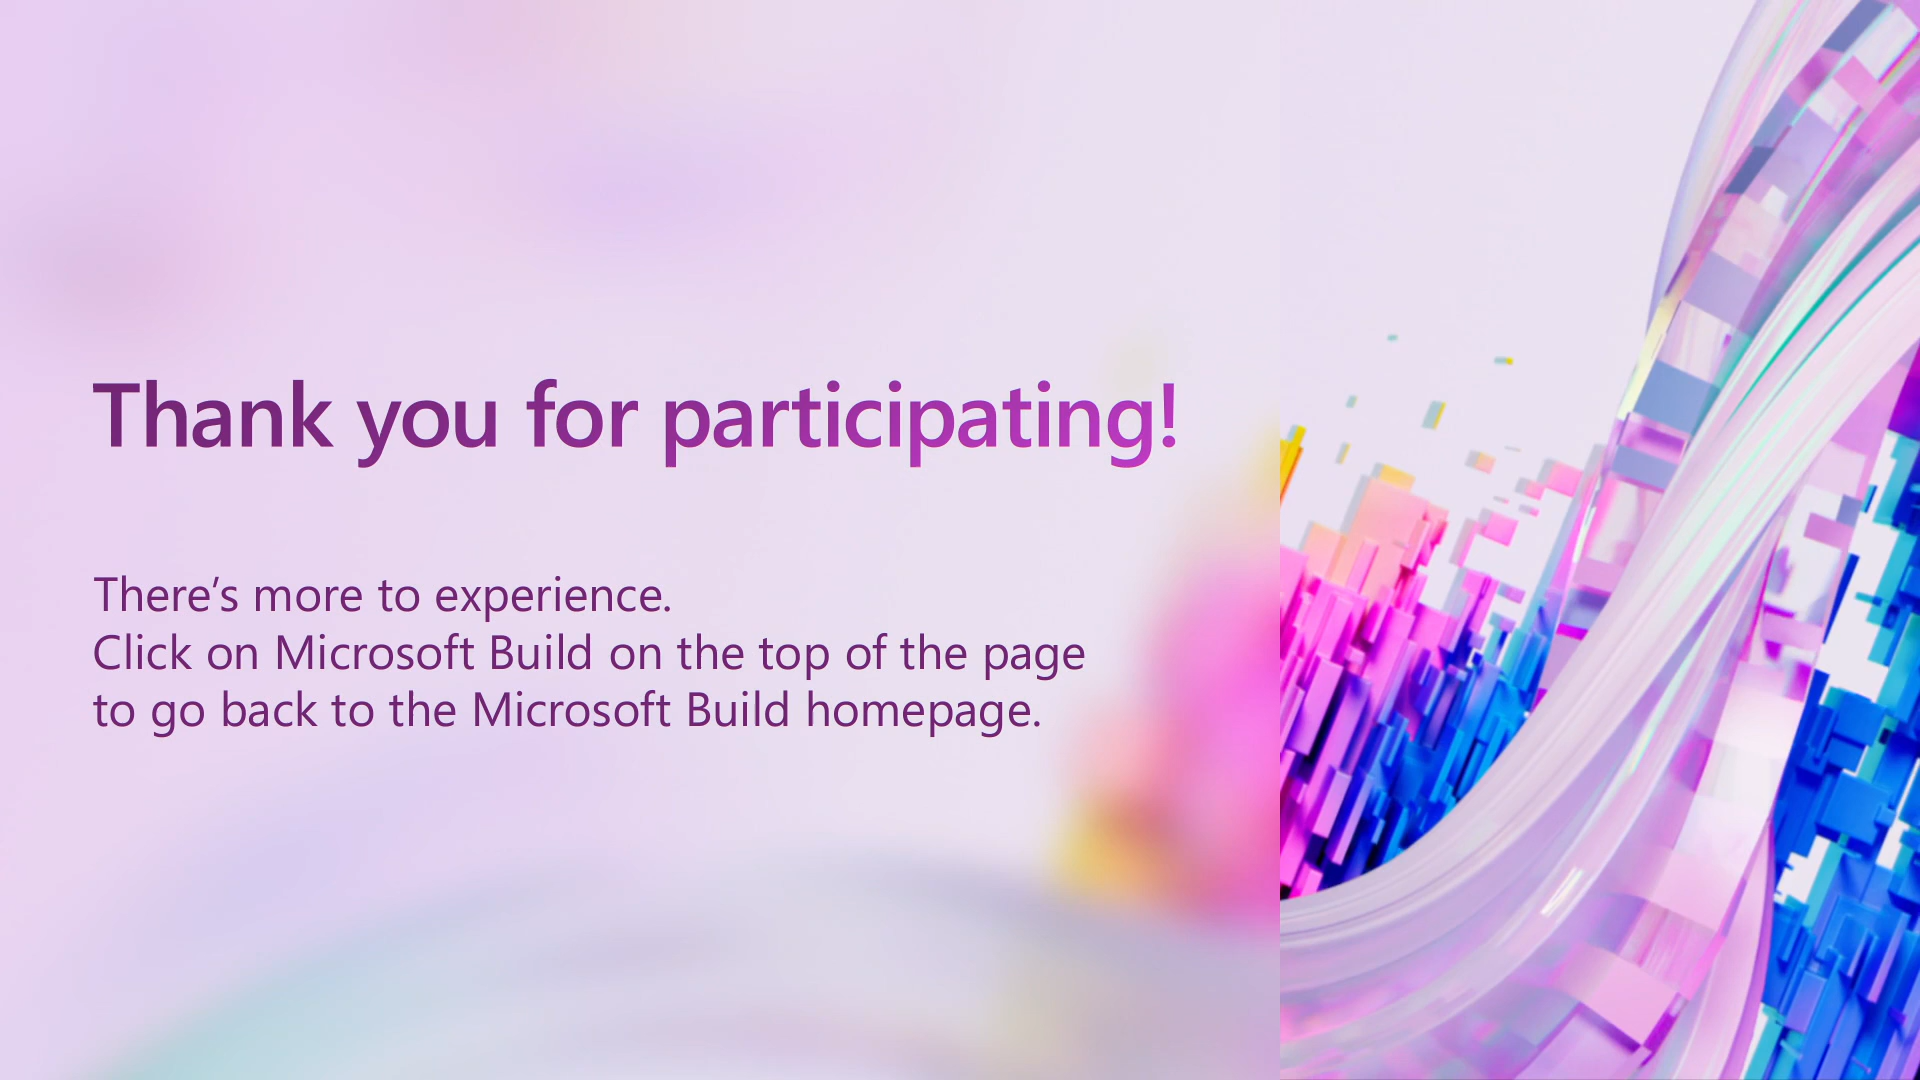 Thank you for participating!
There’s more to experience.
Click on Microsoft Build on the top of the page
to go back to the Microsoft Build homepage.